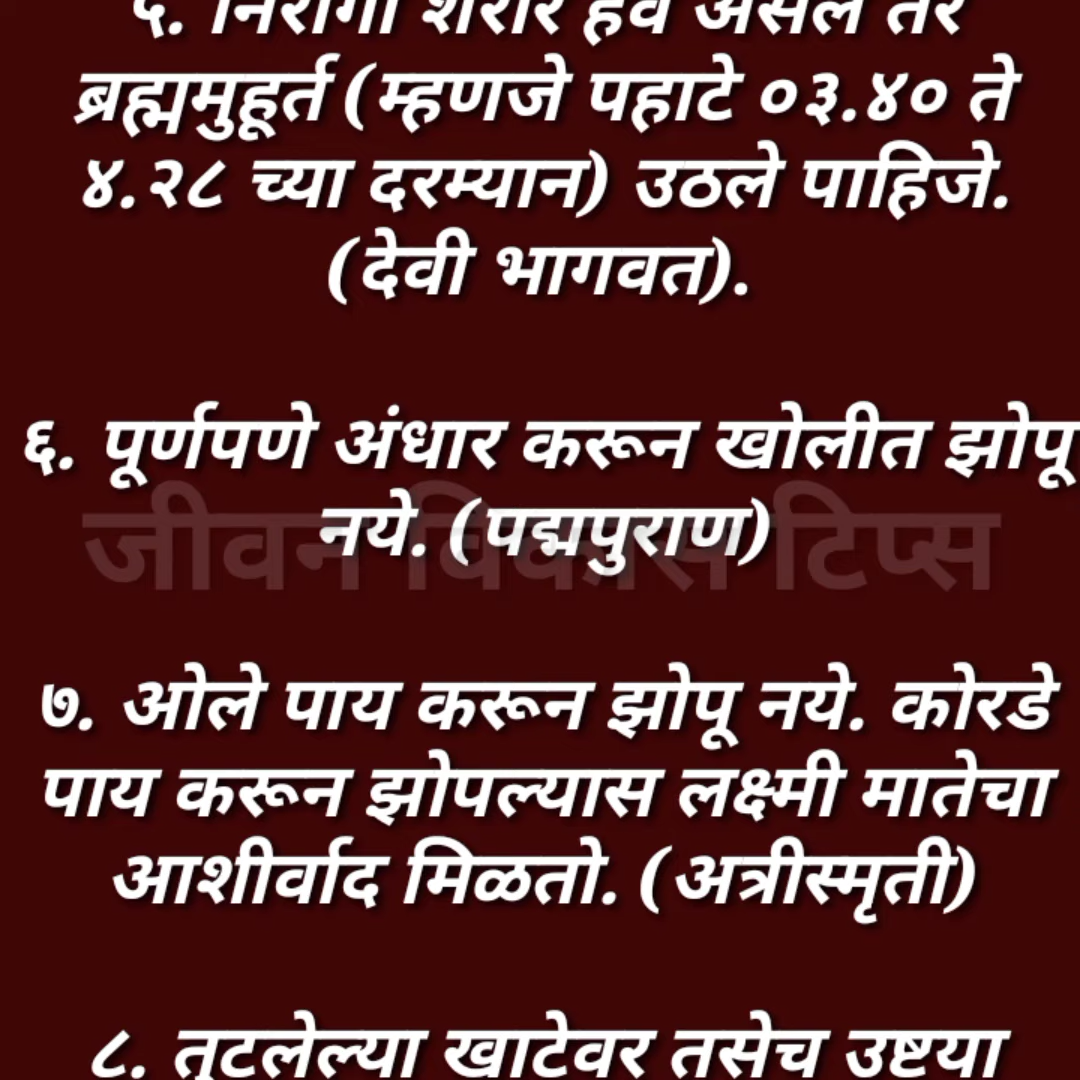 ५. निरोगी शरीर हवे असेल तर
ब्रह्ममुहूर्त (म्हणजे पहाटे ०३.४० ते
४.२८ च्या दरम्यान) उठले पाहिजे.
(देवी भागवत).
६. पूर्णपणे अंधार करून खोलीत झोपू
नये. (पद्मपुराण)
जीवन विकास टिप्स
७. ओले पाय करून झोपू नये. कोरडे
पाय करून झोपल्यास लक्ष्मी मातेचा
आशीर्वाद मिळतो. (अत्रीस्मृती)
८. तुटलेल्या खाटेवर तसेच उष्टया